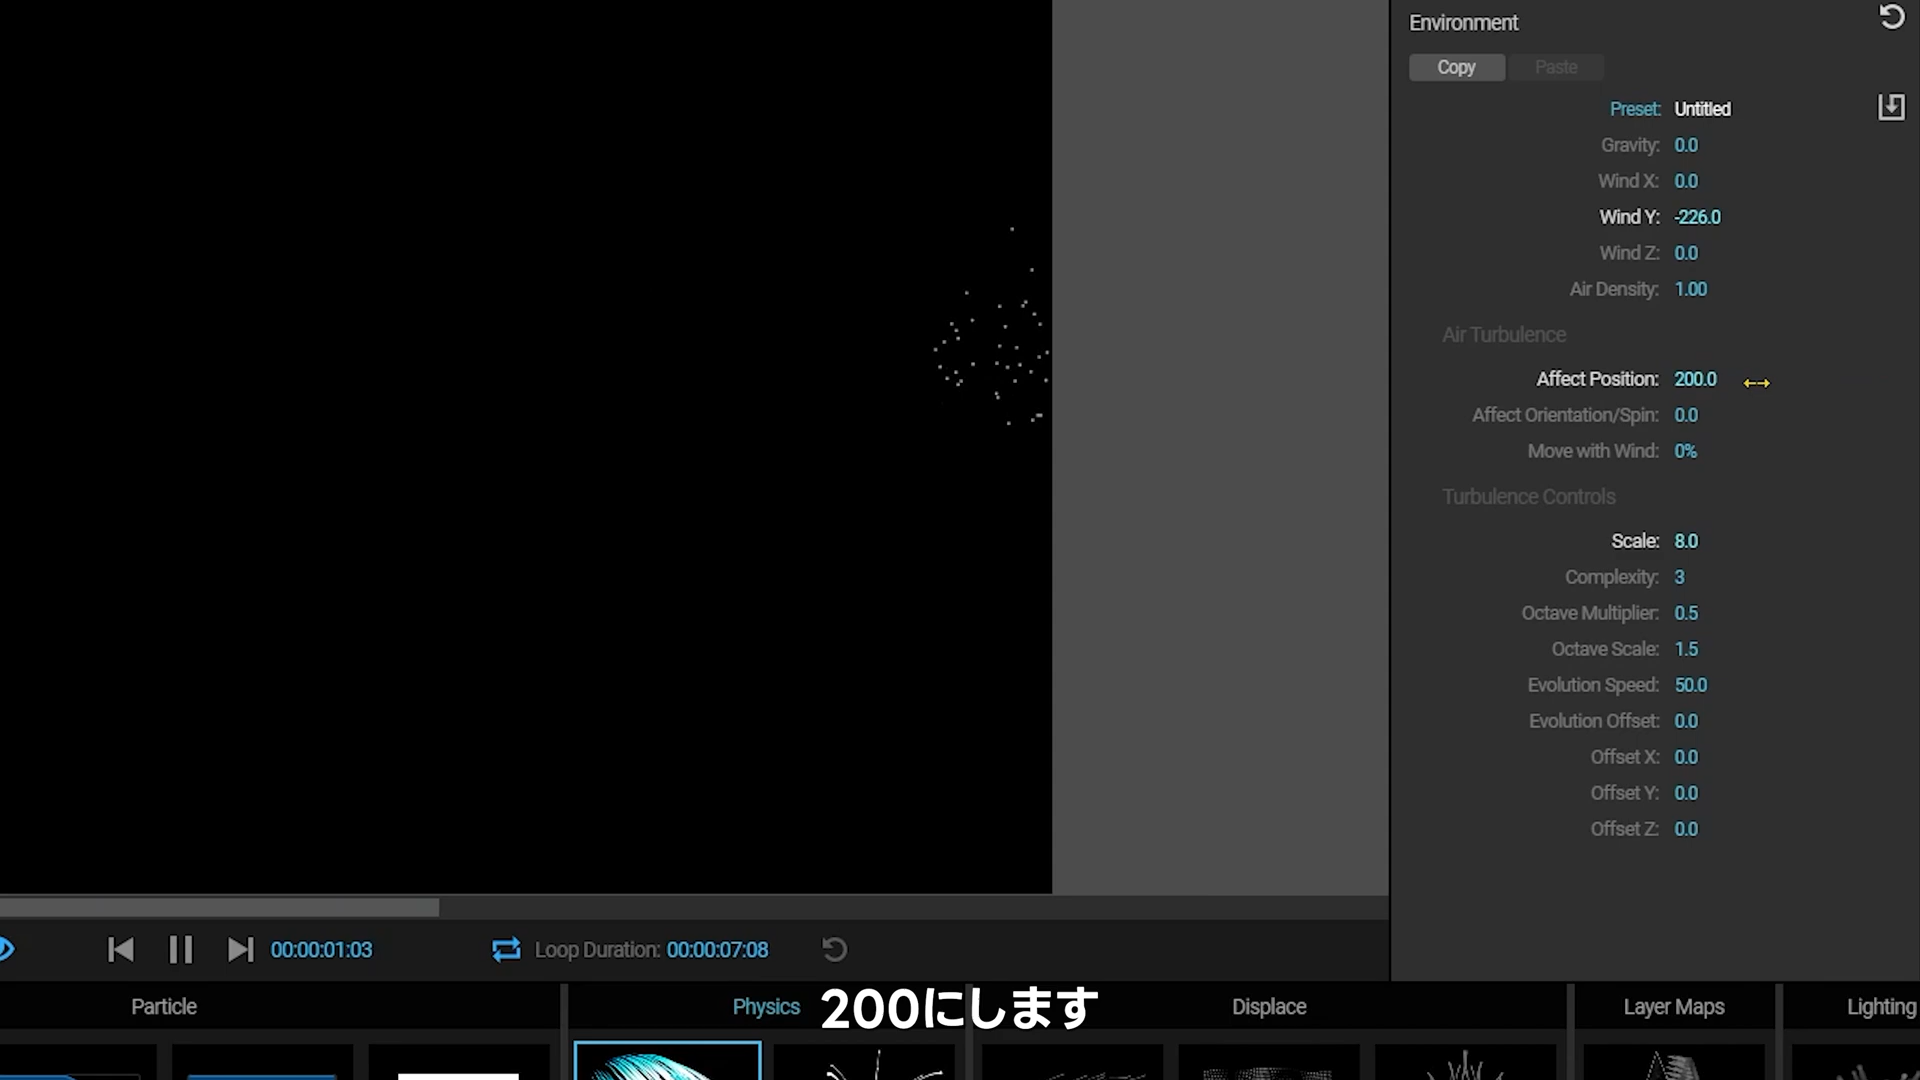 Environment
Copy Paste
Preset: Untitled
Gravity: 0.0
Wind X: 0.0
Wind Y: -226.0
Wind Z: 0.0
Air Density: 1.00
Air Turbulence
Affect Position: 200.0
Affect Orientation/Spin: 0.0
Move with Wind: 0%
Turbulence Controls
Scale: 8.0
Complexity: 3
Octave Multiplier: 0.5
Octave Scale: 1.5
Evolution Speed: 50.0
Evolution Offset: 0.0
Offset X: 0.0
Offset Y: 0.0
Offset Z: 0.0
00:00:01:03 Loop Duration: 00:00:07:08
Particle Physics Displace Layer Maps Lighting
200にします